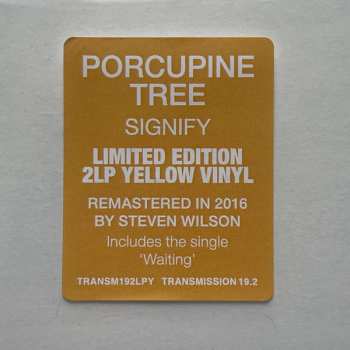 PORCUPINE
TREE
SIGNIFY
LIMITED EDITION
2LP YELLOW VINYL
REMASTERED IN 2016
BY STEVEN WILSON
Includes the single
‘Waiting’
TRANSM192LPY TRANSMISSION 19.2